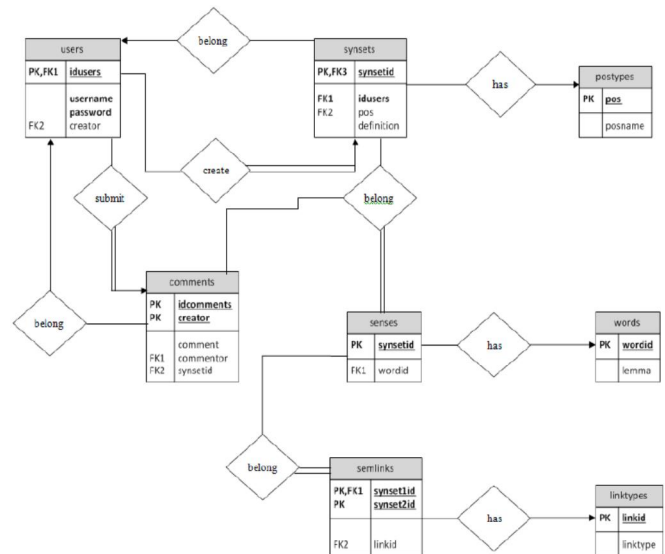 belong
users
synsets
PK,FK1 idusers
username
password
FK2 creator
PK,FK3 synsetid
FK1 idusers
FK2 pos
definition
has
postypes
PK pos
posname
create
submit
belong
comments
PK idcomments
PK creator
comment
FK1 commentor
FK2 synsetid
belong
senses
PK synsetid
FK1 wordid
has
words
PK wordid
lemma
belong
semlinks
PK,FK1 synset1id
PK synset2id
FK2 linkid
has
linktypes
PK linkid
linktype